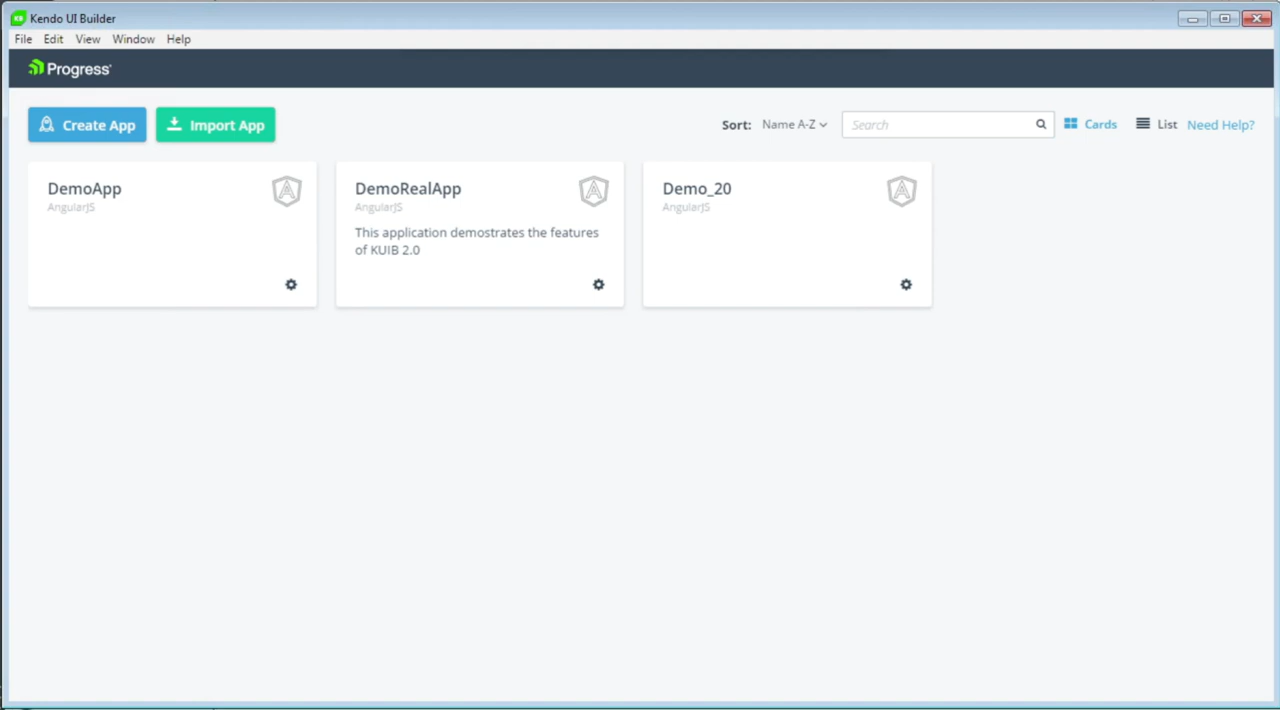 Kendo UI Builder
File Edit View Window Help
Progress
Create App Import App Sort: Name A-Z Search Cards List Need Help?
DemoApp
AngularJS
DemoRealApp
AngularJS
This application demostrates the features
of KUIB 2.0
Demo_20
AngularJS